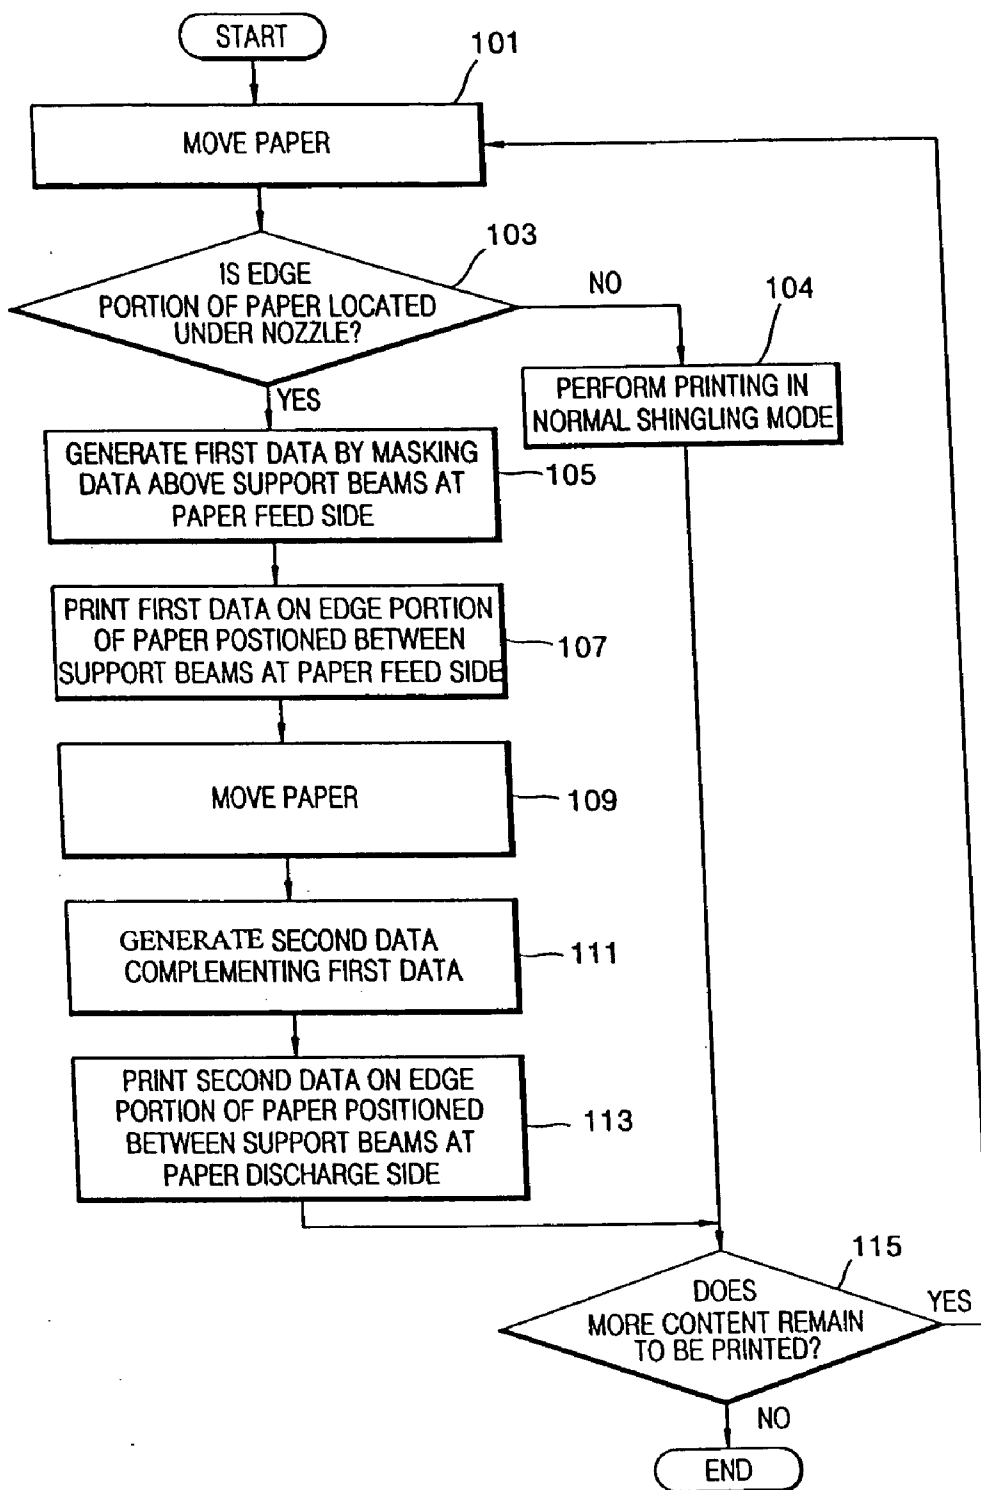 START
101
MOVE PAPER
103
IS EDGE
PORTION OF PAPER LOCATED
UNDER NOZZLE?
NO
104
YES
PERFORM PRINTING IN
NORMAL SHINGLING MODE
GENERATE FIRST DATA BY MASKING
DATA ABOVE SUPPORT BEAMS AT
PAPER FEED SIDE
105
PRINT FIRST DATA ON EDGE PORTION
OF PAPER POSTIONED BETWEEN
SUPPORT BEAMS AT PAPER FEED SIDE
107
MOVE PAPER
109
GENERATE SECOND DATA
COMPLEMENTING FIRST DATA
111
PRINT SECOND DATA ON EDGE
PORTION OF PAPER POSITIONED
BETWEEN SUPPORT BEAMS AT
PAPER DISCHARGE SIDE
113
115
DOES
MORE CONTENT REMAIN
TO BE PRINTED?
YES
NO
END